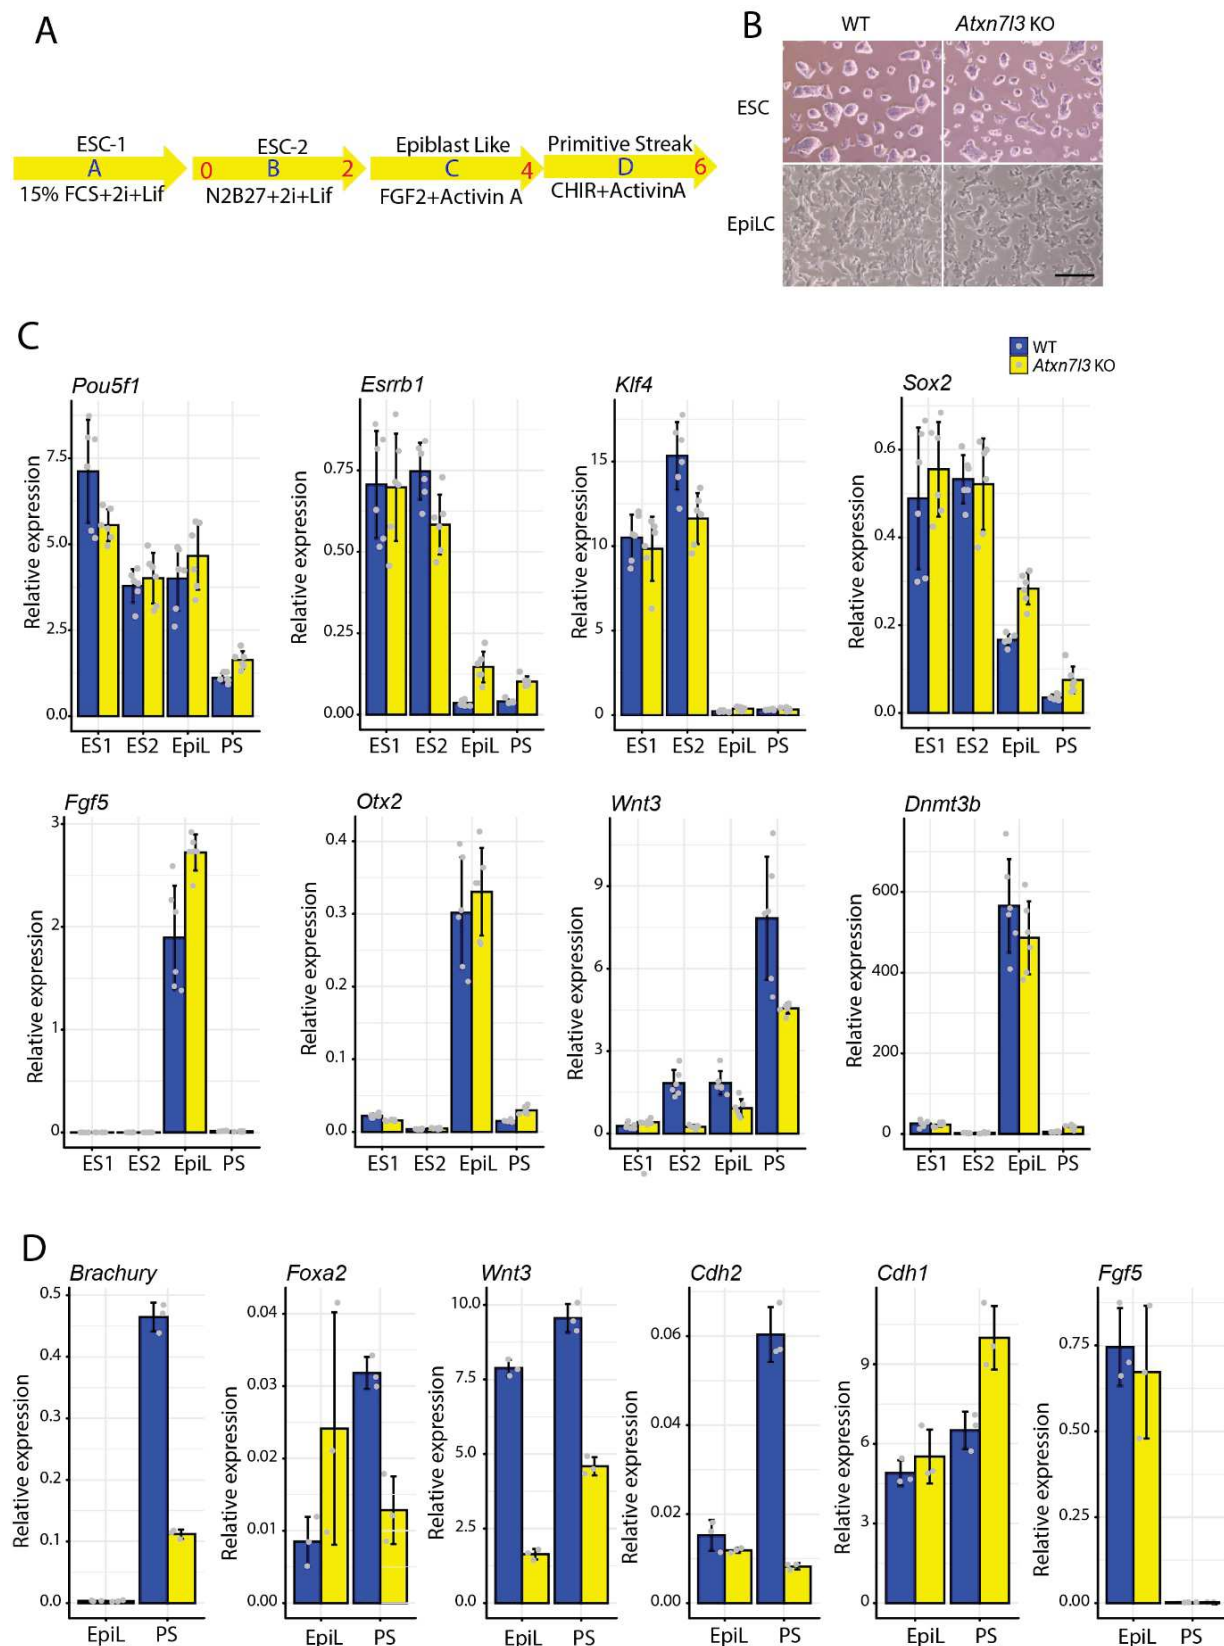 A
ESC-1
ESC-2
Epiblast Like
Primitive Streak
A
0 B 2
C 4
D 6
15% FCS+2i+Lif
N2B27+2i+Lif
FGF2+Activin A
CHIR+ActivinA
B
WT
Atxn7l3 KO
ESC
EpiLC
C
WT
Atxn7l3 KO
Pou5f1
Relative expression
7.5
5.0
2.5
0.0
ES1 ES2 EpiL PS
Esrrb1
Relative expression
0.75
0.50
0.25
0.00
ES1 ES2 EpiL PS
Klf4
Relative expression
15
10
5
0
ES1 ES2 EpiL PS
Sox2
Relative expression
0.6
0.4
0.2
0.0
ES1 ES2 EpiL PS
Fgf5
Relative expression
3
2
1
0
ES1 ES2 EpiL PS
Otx2
Relative expression
0.4
0.3
0.2
0.1
0.0
ES1 ES2 EpiL PS
Wnt3
Relative expression
9
6
3
0
ES1 ES2 EpiL PS
Dnmt3b
Relative expression
600
400
200
0
ES1 ES2 EpiL PS
D
Brachury
Relative expression
0.5
0.4
0.3
0.2
0.1
0.0
EpiL PS
Foxa2
Relative expression
0.04
0.03
0.02
0.01
0.00
EpiL PS
Wnt3
Relative expression
10.0
7.5
5.0
2.5
0.0
EpiL PS
Cdh2
Relative expression
0.06
0.04
0.02
0.00
EpiL PS
Cdh1
Relative expression
9
6
3
0
EpiL PS
Fgf5
Relative expression
0.75
0.50
0.25
0.00
EpiL PS